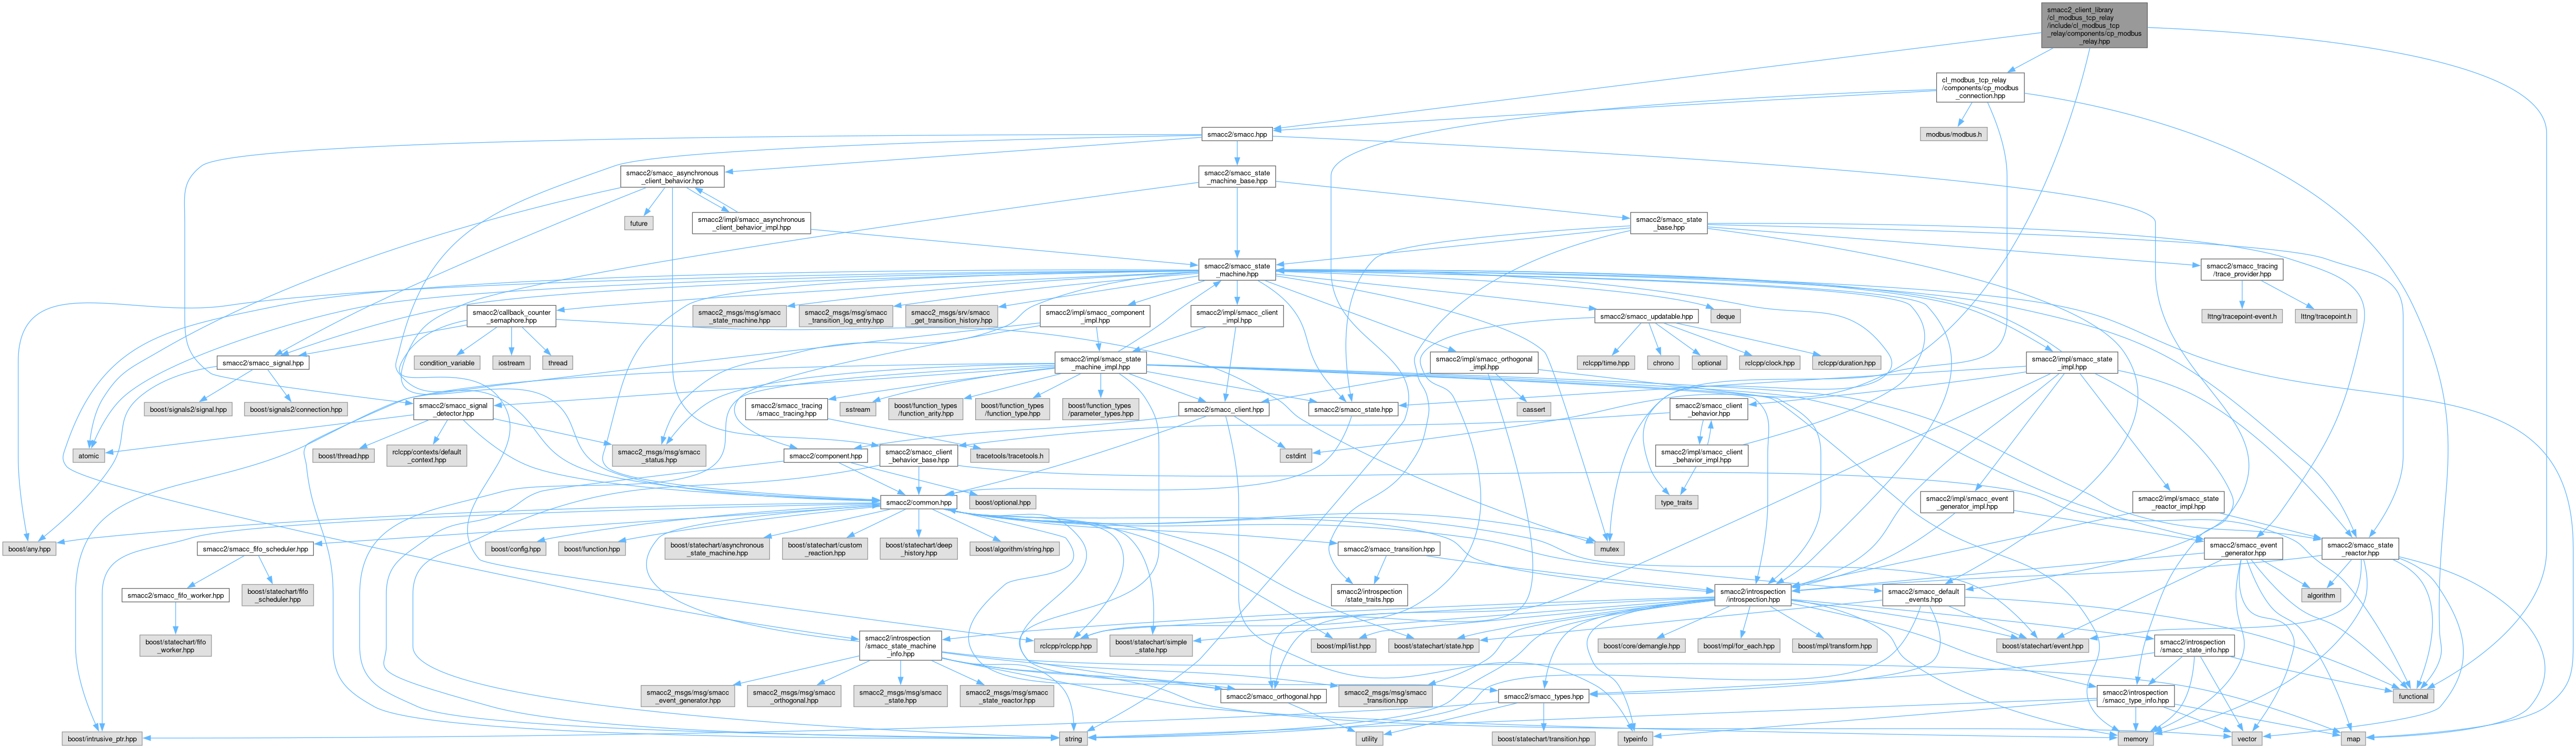 smacc2_client_library
/cl_modbus_tcp_relay
/include/cl_modbus_tcp
_relay/components/cp_modbus
_relay.hpp
cl_modbus_tcp_relay
/components/cp_modbus
_connection.hpp
smacc2/smacc.hpp
modbus/modbus.h
smacc2/smacc_asynchronous
_client_behavior.hpp
smacc2/smacc_state
_machine_base.hpp
future
smacc2/impl/smacc_asynchronous
_client_behavior_impl.hpp
smacc2/smacc_state
_base.hpp
smacc2/smacc_state
_machine.hpp
smacc2/smacc_tracing
/trace_provider.hpp
smacc2/callback_counter
_semaphore.hpp
smacc2_msgs/msg/smacc
_state_machine.hpp
smacc2_msgs/msg/smacc
_transition_log_entry.hpp
smacc2_msgs/srv/smacc
_get_transition_history.hpp
smacc2/impl/smacc_component
_impl.hpp
smacc2/impl/smacc_client
_impl.hpp
smacc2/smacc_updatable.hpp
deque
lttng/tracepoint-event.h
lttng/tracepoint.h
smacc2/smacc_signal.hpp
condition_variable
iostream
thread
smacc2/impl/smacc_state
_machine_impl.hpp
smacc2/impl/smacc_orthogonal
_impl.hpp
rclcpp/time.hpp
chrono
optional
rclcpp/clock.hpp
rclcpp/duration.hpp
smacc2/impl/smacc_state
_impl.hpp
boost/signals2/signal.hpp
boost/signals2/connection.hpp
smacc2/smacc_signal
_detector.hpp
smacc2/smacc_tracing
/smacc_tracing.hpp
sstream
boost/function_types
/function_arity.hpp
boost/function_types
/function_type.hpp
boost/function_types
/parameter_types.hpp
smacc2/smacc_client.hpp
smacc2/smacc_state.hpp
cassert
smacc2/smacc_client
_behavior.hpp
atomic
boost/thread.hpp
rclcpp/contexts/default
_context.hpp
smacc2_msgs/msg/smacc
_status.hpp
smacc2/component.hpp
smacc2/smacc_client
_behavior_base.hpp
tracetools/tracetools.h
cstdint
smacc2/impl/smacc_client
_behavior_impl.hpp
smacc2/common.hpp
boost/optional.hpp
type_traits
smacc2/impl/smacc_event
_generator_impl.hpp
smacc2/impl/smacc_state
_reactor_impl.hpp
boost/any.hpp
smacc2/smacc_fifo_scheduler.hpp
boost/config.hpp
boost/function.hpp
boost/statechart/asynchronous
_state_machine.hpp
boost/statechart/custom
_reaction.hpp
boost/statechart/deep
_history.hpp
boost/algorithm/string.hpp
smacc2/smacc_transition.hpp
mutex
smacc2/smacc_event
_generator.hpp
smacc2/smacc_state
_reactor.hpp
smacc2/smacc_fifo_worker.hpp
boost/statechart/fifo
_scheduler.hpp
smacc2/introspection
/state_traits.hpp
smacc2/introspection
/introspection.hpp
smacc2/smacc_default
_events.hpp
algorithm
boost/statechart/fifo
_worker.hpp
smacc2/introspection
/smacc_state_machine
_info.hpp
rclcpp/rclcpp.hpp
boost/statechart/simple
_state.hpp
boost/mpl/list.hpp
boost/statechart/state.hpp
boost/core/demangle.hpp
boost/mpl/for_each.hpp
boost/mpl/transform.hpp
boost/statechart/event.hpp
smacc2/introspection
/smacc_state_info.hpp
smacc2_msgs/msg/smacc
_event_generator.hpp
smacc2_msgs/msg/smacc
_orthogonal.hpp
smacc2_msgs/msg/smacc
_state.hpp
smacc2_msgs/msg/smacc
_state_reactor.hpp
smacc2/smacc_orthogonal.hpp
smacc2_msgs/msg/smacc
_transition.hpp
smacc2/smacc_types.hpp
smacc2/introspection
/smacc_type_info.hpp
functional
boost/intrusive_ptr.hpp
string
utility
boost/statechart/transition.hpp
typeinfo
memory
vector
map